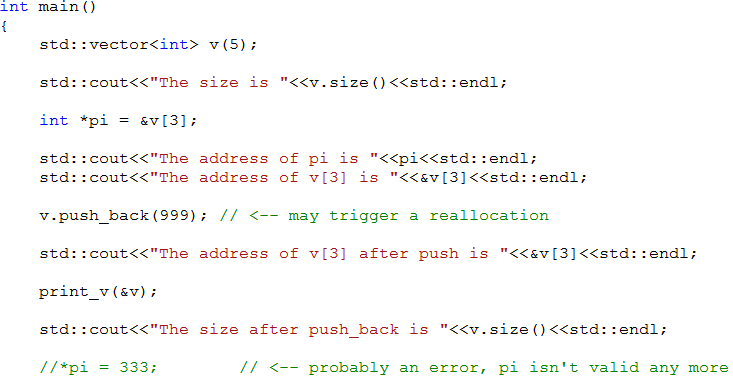 int main()
{
std::vector<int> v(5);
std::cout<<"The size is "<<v.size()<<std::endl;
int *pi = &v[3];
std::cout<<"The address of pi is "<<pi<<std::endl;
std::cout<<"The address of v[3] is "<<&v[3]<<std::endl;
v.push_back(999); // <-- may trigger a reallocation
std::cout<<"The address of v[3] after push is "<<&v[3]<<std::endl;
print_v(&v);
std::cout<<"The size after push_back is "<<v.size()<<std::endl;
//*pi = 333; // <-- probably an error, pi isn't valid any more